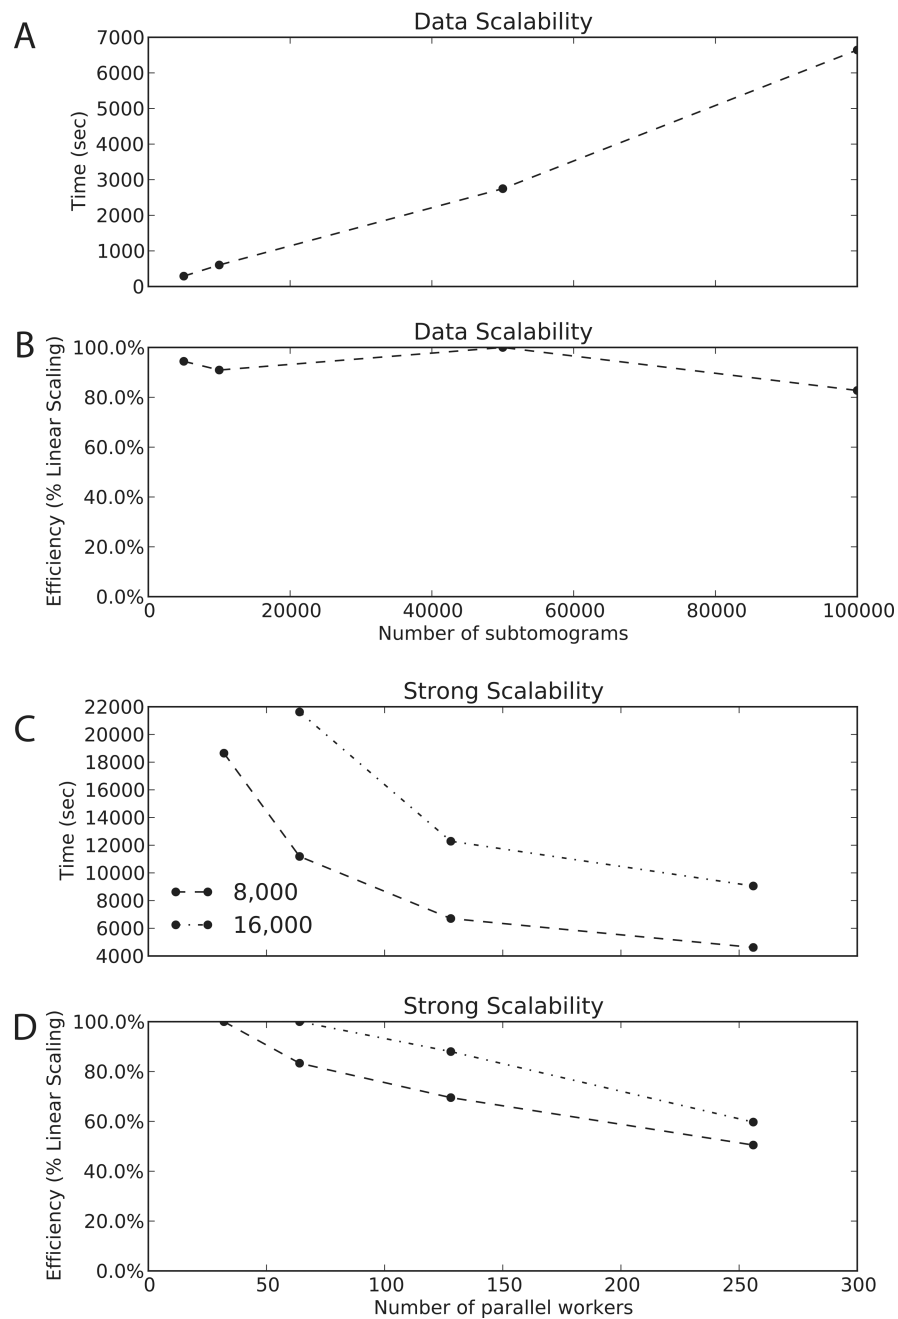 A
Data Scalability
7000
6000
5000
4000
3000
2000
1000
0
Time (sec)
B
Data Scalability
100.0%
80.0%
60.0%
40.0%
20.0%
0.0%
Efficiency (% Linear Scaling)
0 20000 40000 60000 80000 100000
Number of subtomograms
C
Strong Scalability
22000
20000
18000
16000
14000
12000
10000
8000
6000
4000
Time (sec)
8,000
16,000
D
Strong Scalability
100.0%
80.0%
60.0%
40.0%
20.0%
0.0%
Efficiency (% Linear Scaling)
0 50 100 150 200 250 300
Number of parallel workers